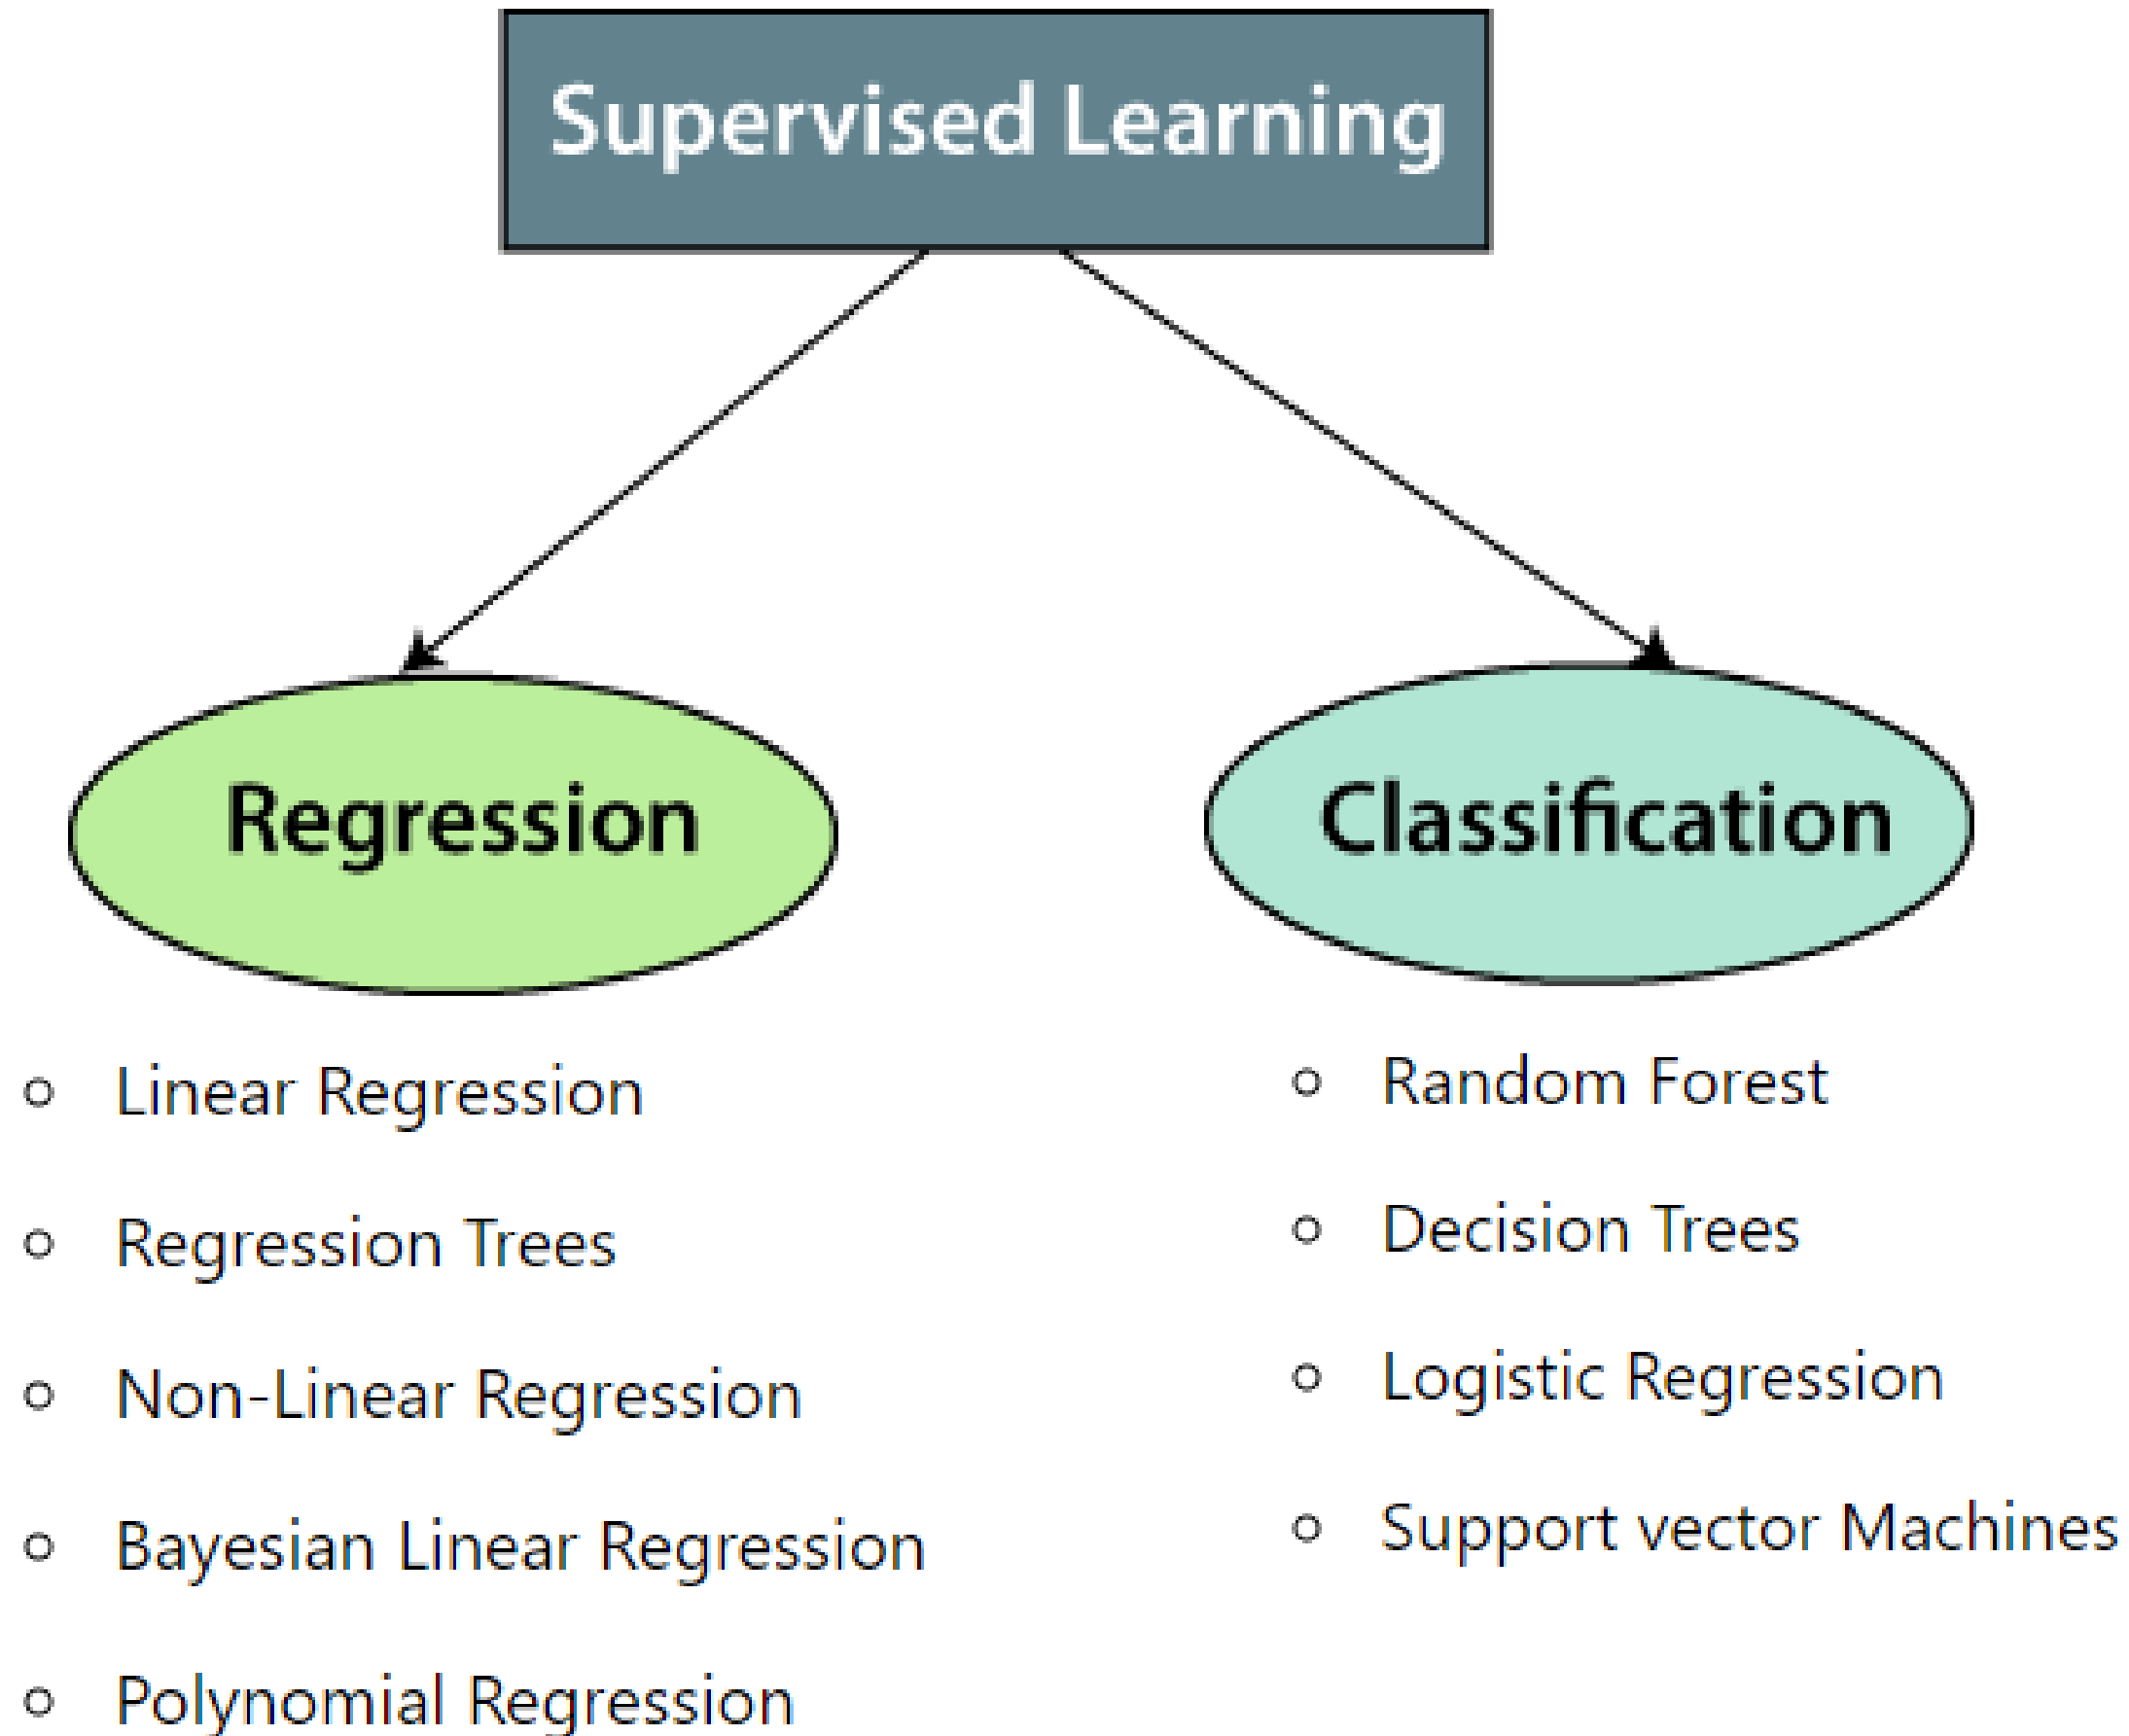 Supervised Learning
Regression
Classification
Linear Regression
Regression Trees
Non-Linear Regression
Bayesian Linear Regression
Polynomial Regression
Random Forest
Decision Trees
Logistic Regression
Support vector Machines